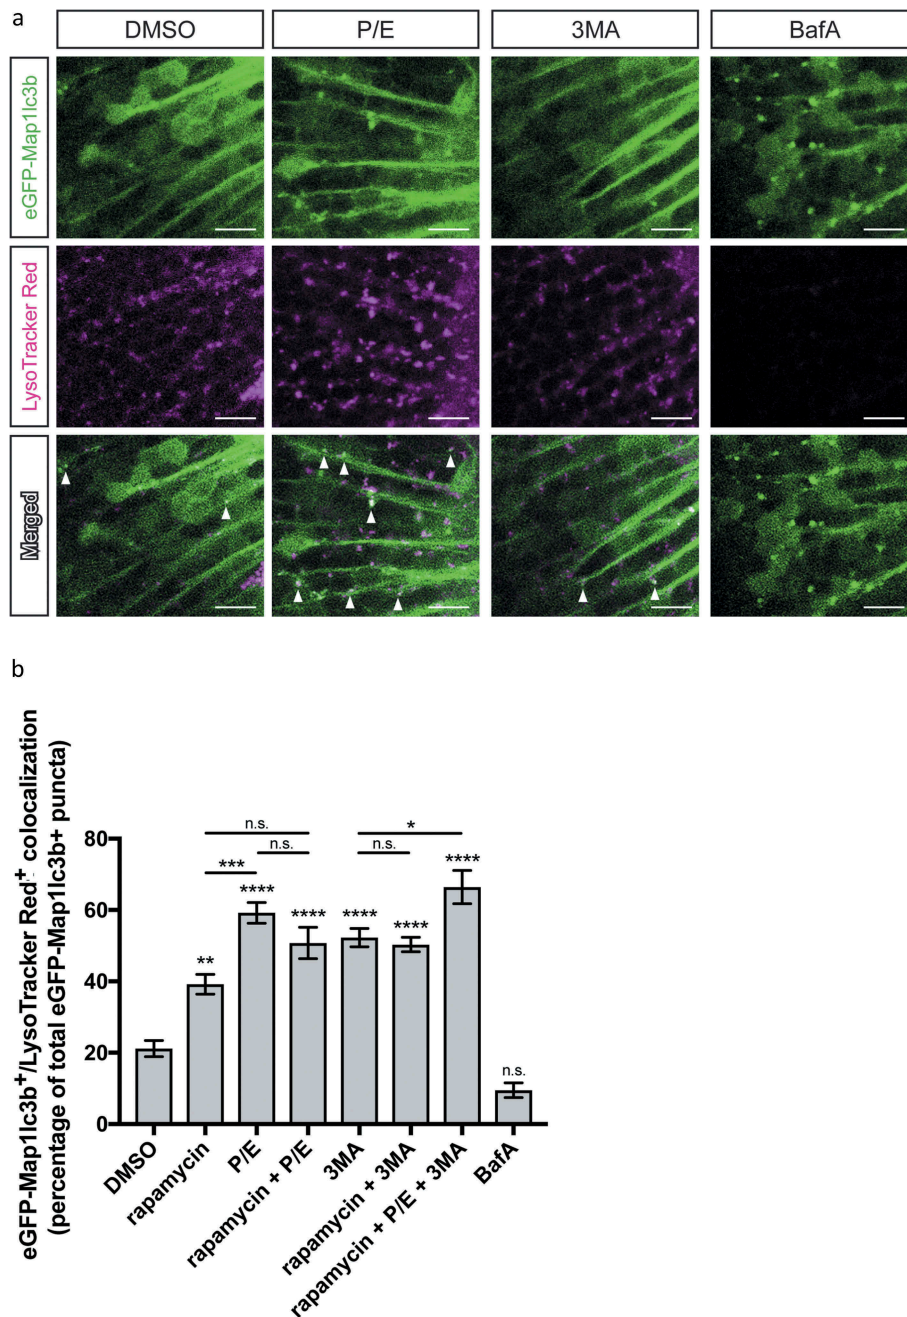 a
DMSO
P/E
3MA
BafA
eGFP-Map1lc3b
LysoTracker Red
Merged
b
eGFP-Map1lc3b+/LysoTracker Red+ colocalization
(percentage of total eGFP-Map1lc3b+ puncta)
80
60
40
20
0
n.s.
n.s.
***
****
**
****
*
n.s.
****
****
****
n.s.
DMSO
rapamycin
P/E
rapamycin + P/E
3MA
rapamycin + 3MA
rapamycin + P/E + 3MA
BafA